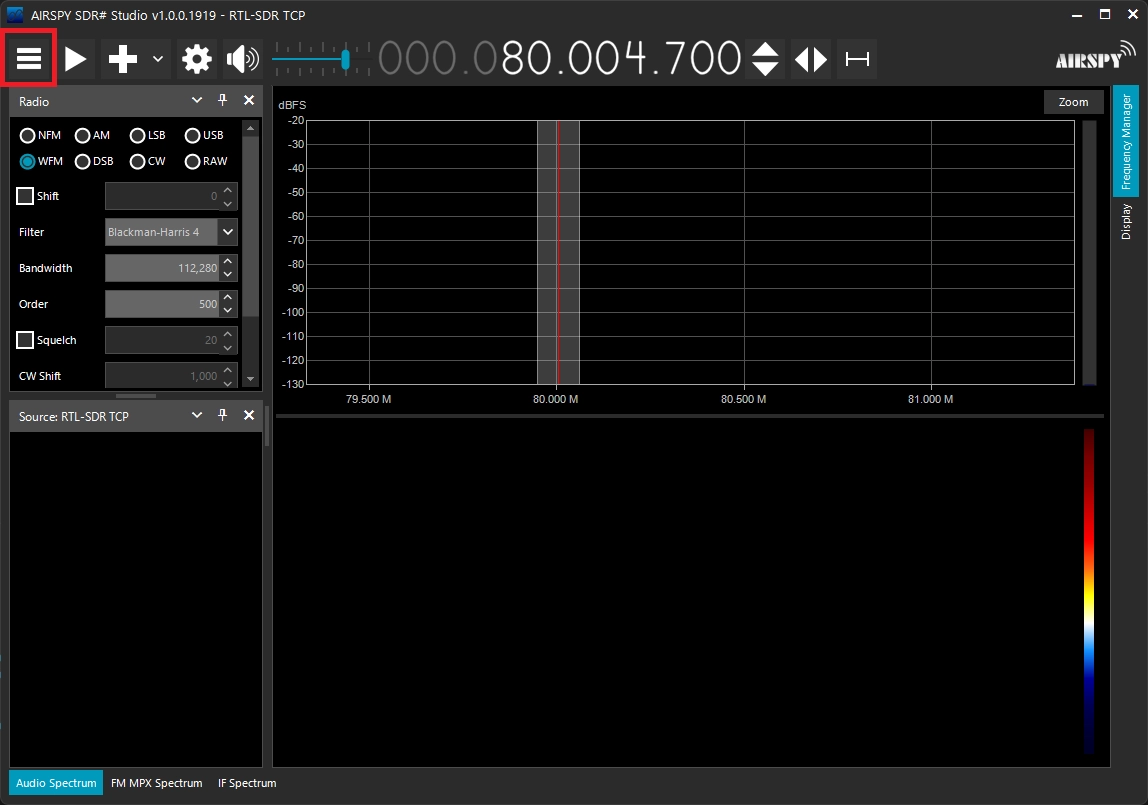 AIRSPY SDR# Studio v1.0.0.1919 - RTL-SDR TCP
000.080.004.700
AIRSPY
Radio
NFM AM LSB USB
WFM DSB CW RAW
Shift 0
Filter Blackman-Harris 4
Bandwidth 112,280
Order 500
Squelch 20
CW Shift 1,000
Source: RTL-SDR TCP
dBFS
Zoom
-20
-30
-40
-50
-60
-70
-80
-90
-100
-110
-120
-130
79.500 M 80.000 M 80.500 M 81.000 M
Frequency Manager
Display
Audio Spectrum FM MPX Spectrum IF Spectrum